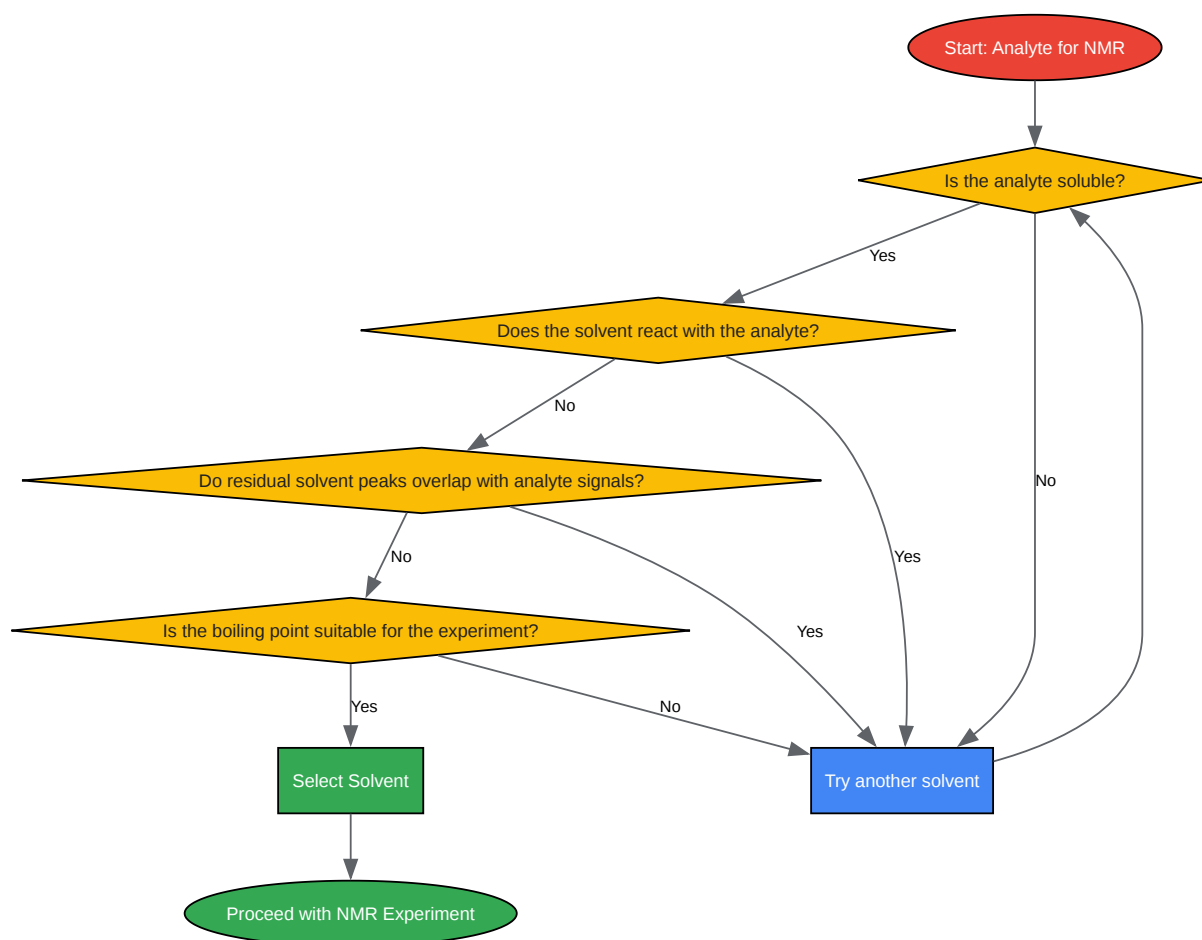 Start: Analyte for NMR
Is the analyte soluble?
Yes
Does the solvent react with the analyte?
No
Do residual solvent peaks overlap with analyte signals?
No
Yes
No
Is the boiling point suitable for the experiment?
Yes
Yes
No
Select Solvent
Try another solvent
Proceed with NMR Experiment